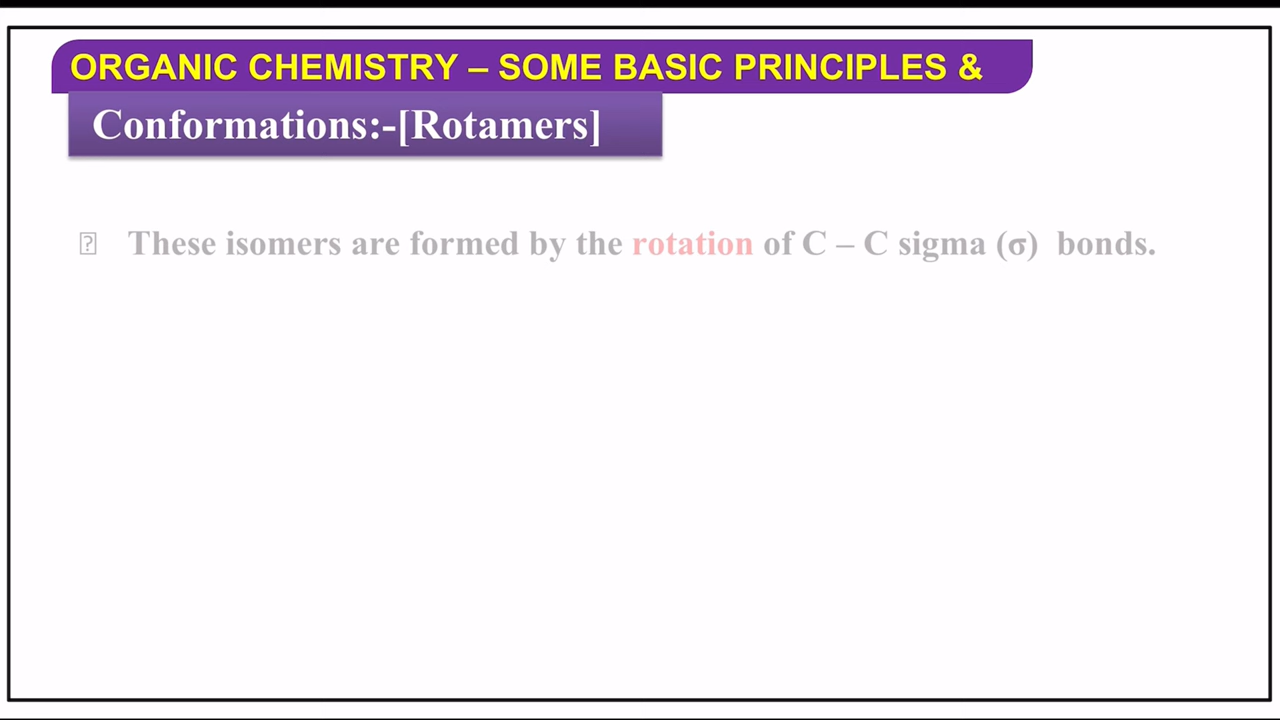 ORGANIC CHEMISTRY – SOME BASIC PRINCIPLES &
Conformations:-[Rotamers]
These isomers are formed by the rotation of C – C sigma (σ) bonds.